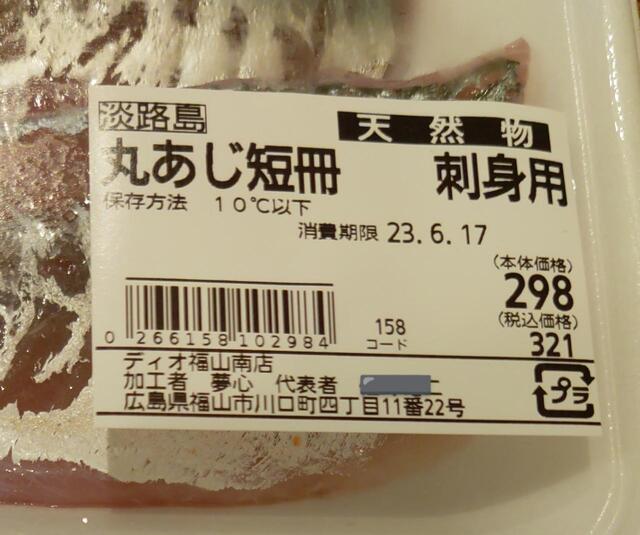 淡路島 天然物
丸あじ短冊 刺身用
保存方法 10℃以下
消費期限 23.6.17
(本体価格)
298
(税込価格)
321
0 266158 102984
158
コード
ディオ福山南店
加工者 夢心 代表者
広島県福山市川口町四丁目11番22号
プラ